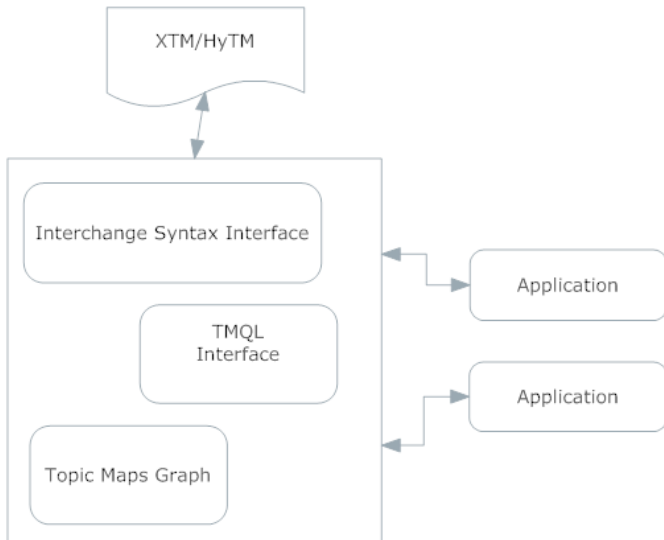 XTM/HyTM
Interchange Syntax Interface
Application
TMQL
Interface
Application
Topic Maps Graph